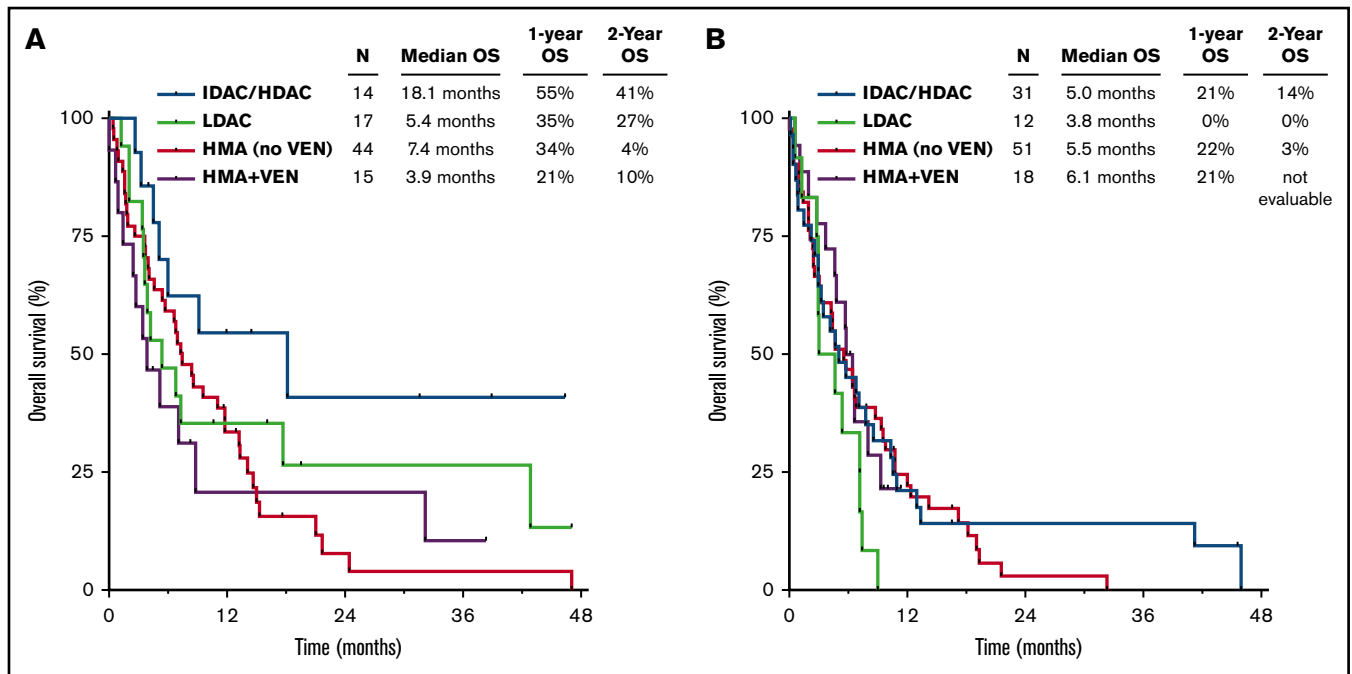 A
N Median OS 1-year OS 2-Year OS
IDAC/HDAC 14 18.1 months 55% 41%
LDAC 17 5.4 months 35% 27%
HMA (no VEN) 44 7.4 months 34% 4%
HMA+VEN 15 3.9 months 21% 10%
100
75
50
25
0
Overall survival (%)
0 12 24 36 48
Time (months)
B
N Median OS 1-year OS 2-Year OS
IDAC/HDAC 31 5.0 months 21% 14%
LDAC 12 3.8 months 0% 0%
HMA (no VEN) 51 5.5 months 22% 3%
HMA+VEN 18 6.1 months 21% not evaluable
100
75
50
25
0
Overall survival (%)
0 12 24 36 48
Time (months)